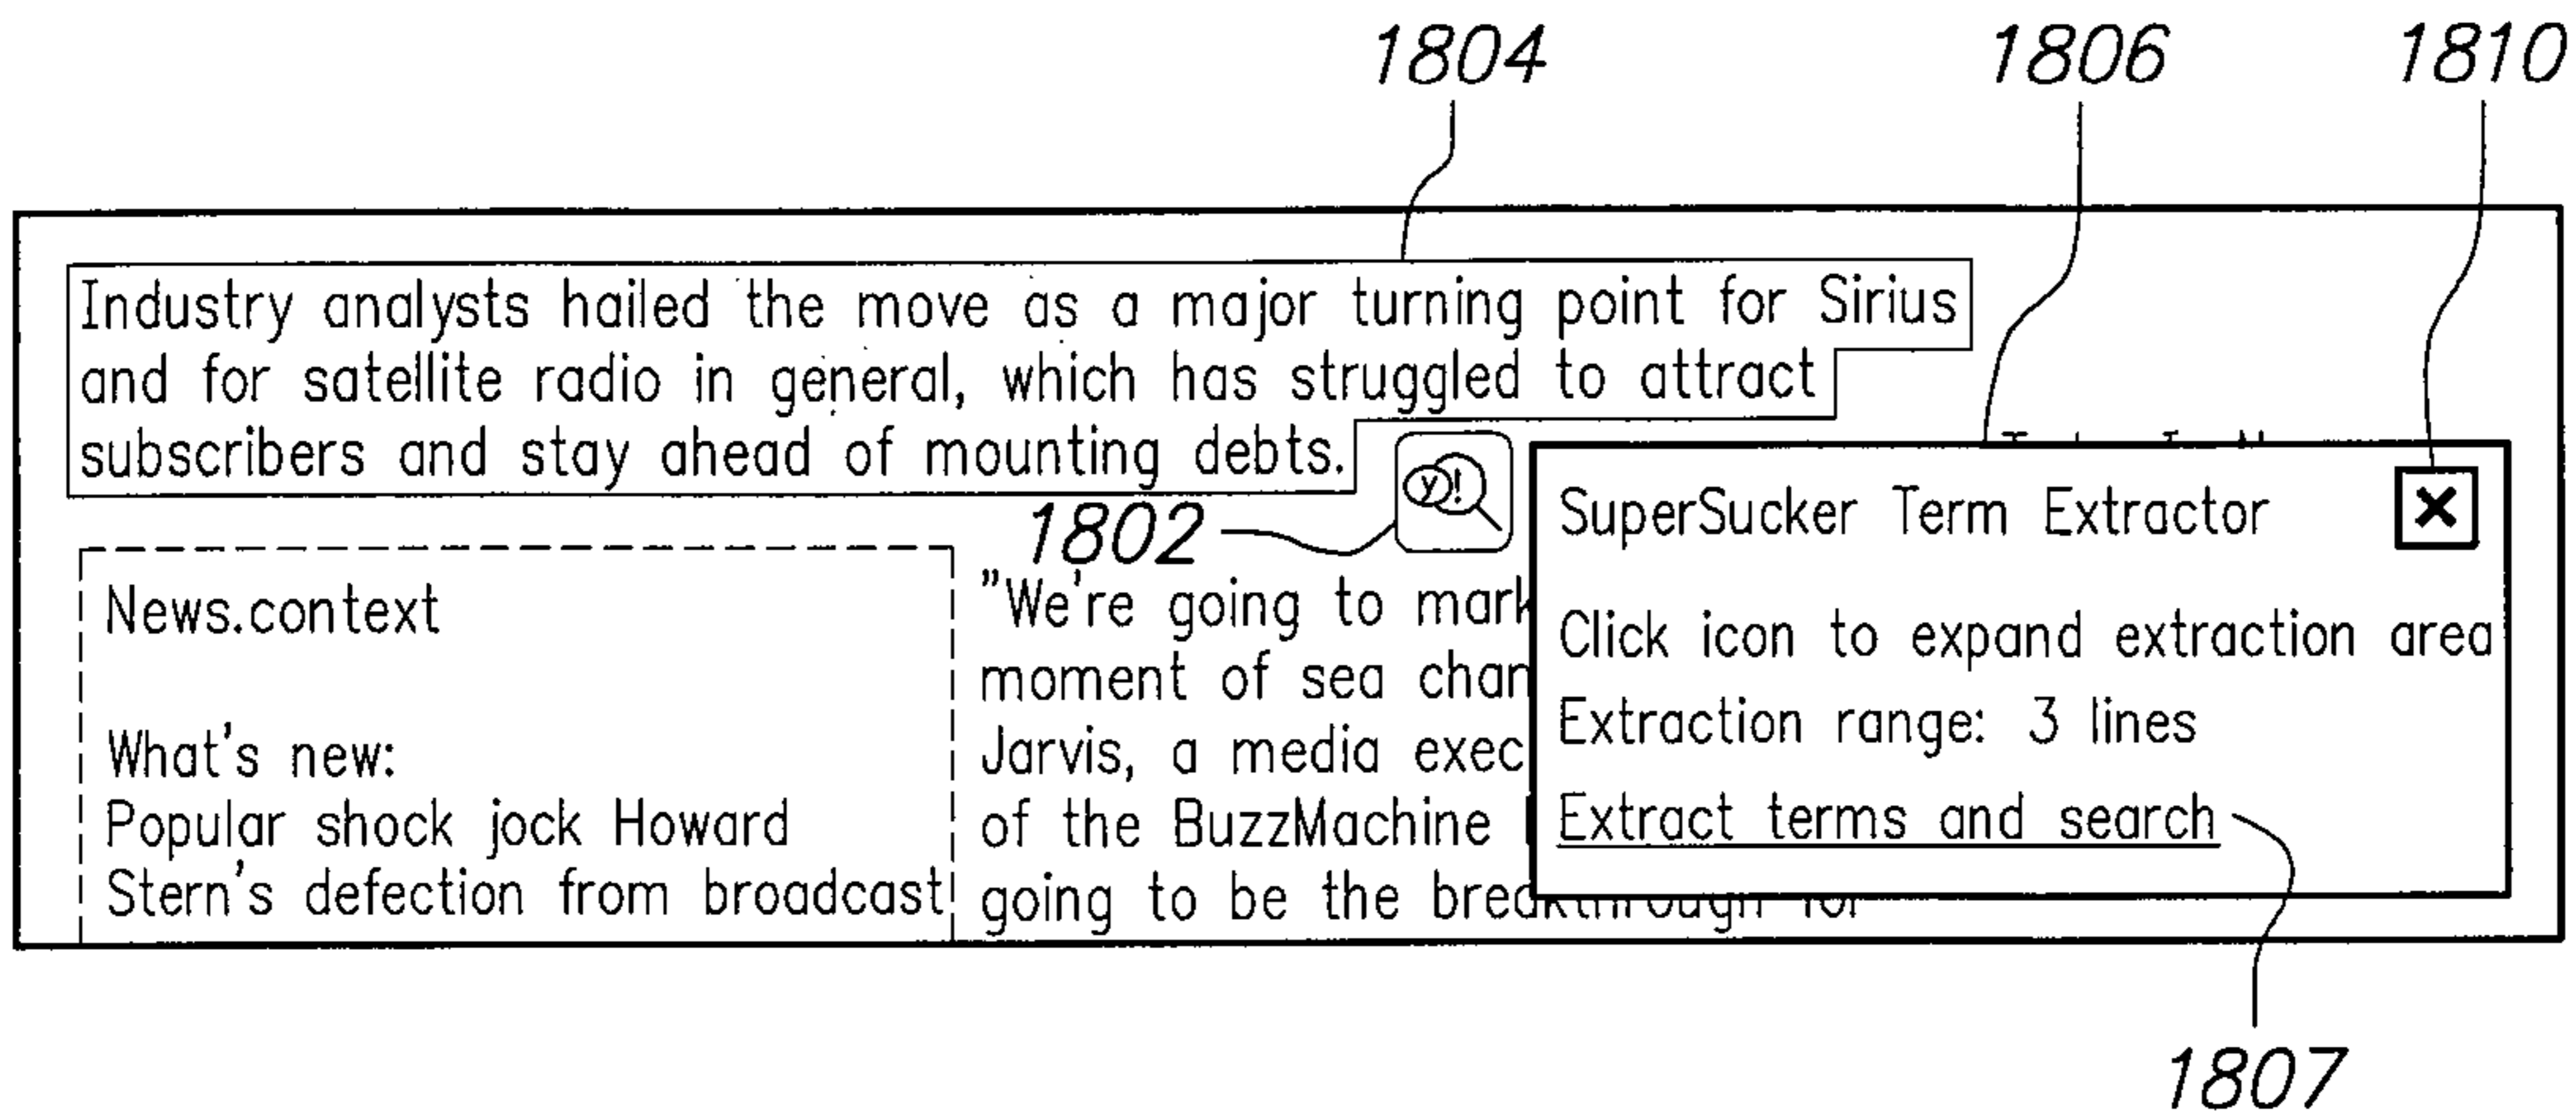 1804 1806 1810
Industry analysts hailed the move as a major turning point for Sirius
and for satellite radio in general, which has struggled to attract
subscribers and stay ahead of mounting debts.
y!
1802
News.context
What's new:
Popular shock jock Howard
Stern's defection from broadcast
"We're going to mark
moment of sea chan
Jarvis, a media exec
of the BuzzMachine
going to be the breakthrough for
SuperSucker Term Extractor
Click icon to expand extraction area
Extraction range: 3 lines
Extract terms and search
1807